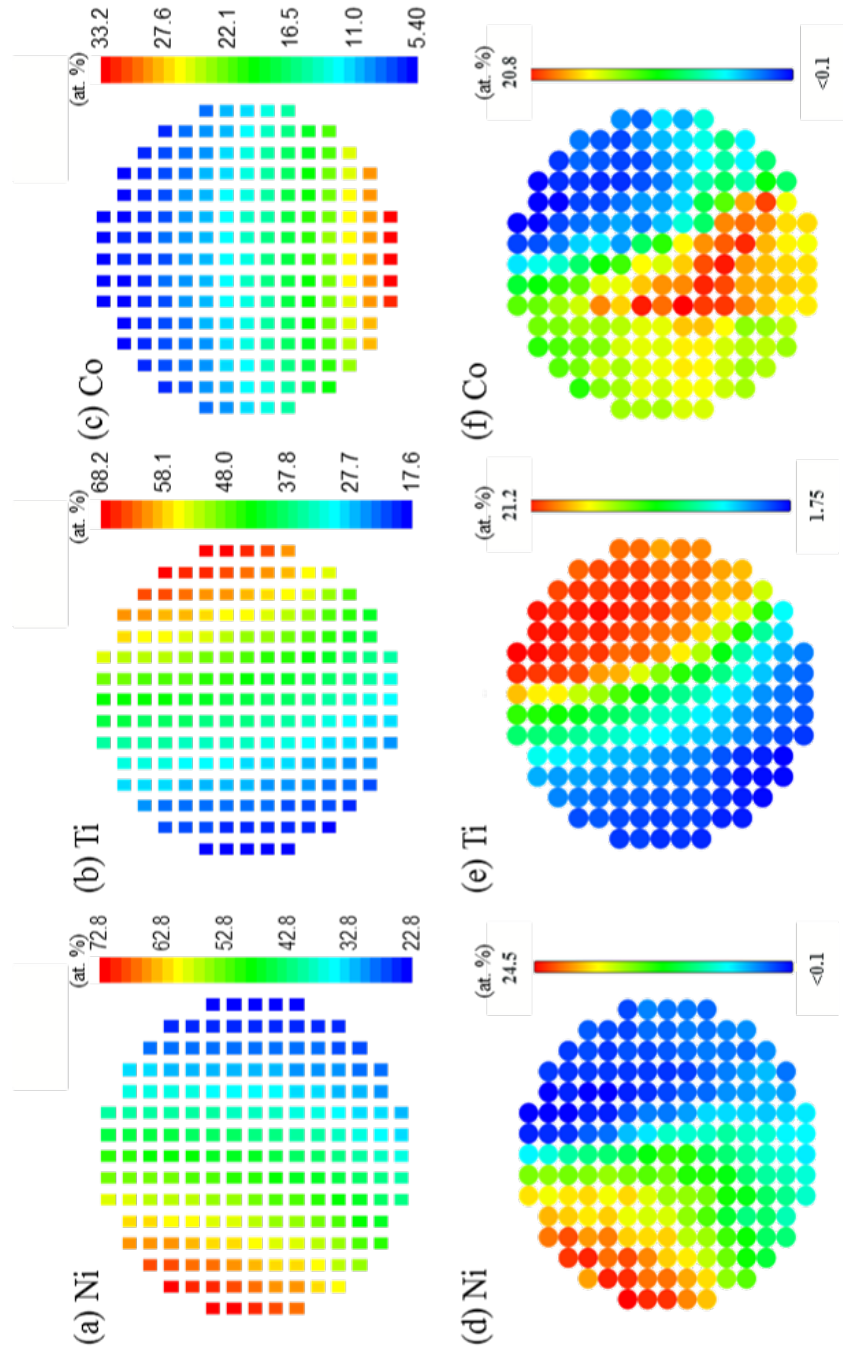 (a) Ni
(at. %)
72.8
62.8
52.8
42.8
32.8
22.8
(b) Ti
(at. %)
68.2
58.1
48.0
37.8
27.7
17.6
(c) Co
(at. %)
33.2
27.6
22.1
16.5
11.0
5.40
(d) Ni
(at. %)
24.5
<0.1
(e) Ti
(at. %)
21.2
1.75
(f) Co
(at. %)
20.8
<0.1